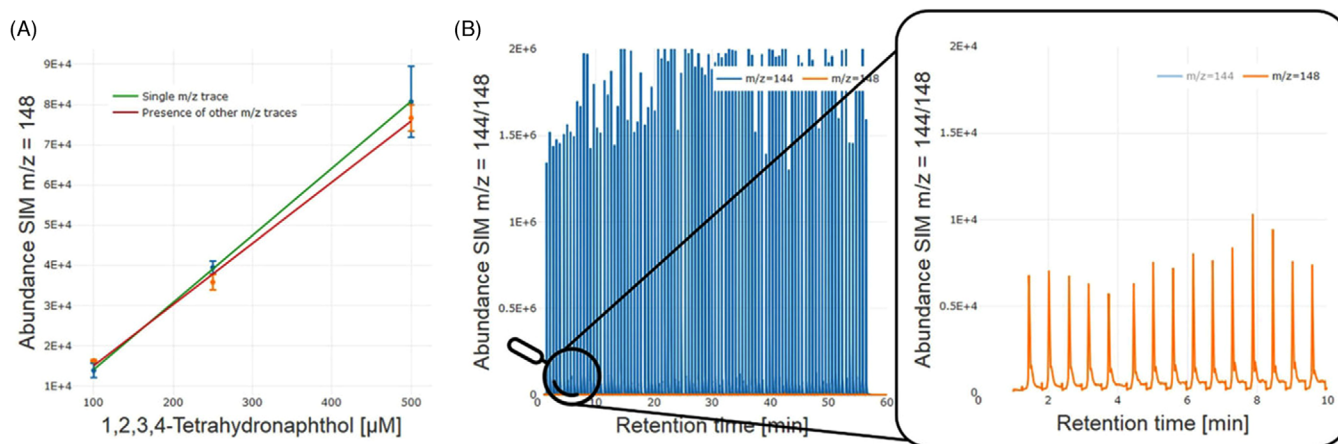 (A)
Abundance SIM m/z = 148
9E+4
8E+4
7E+4
6E+4
5E+4
4E+4
3E+4
2E+4
1E+4
Single m/z trace
Presence of other m/z traces
100
200
300
400
500
1,2,3,4-Tetrahydronaphthol [µM]
(B)
Abundance SIM m/z = 144/148
2E+6
1.5E+6
1E+6
0.5E+6
0
m/z=144
m/z=148
0
10
20
30
40
50
60
Retention time [min]
Abundance SIM m/z = 144/148
2E+4
1E+4
0.5E+4
0
m/z=144
m/z=148
0
2
4
6
8
10
Retention time [min]